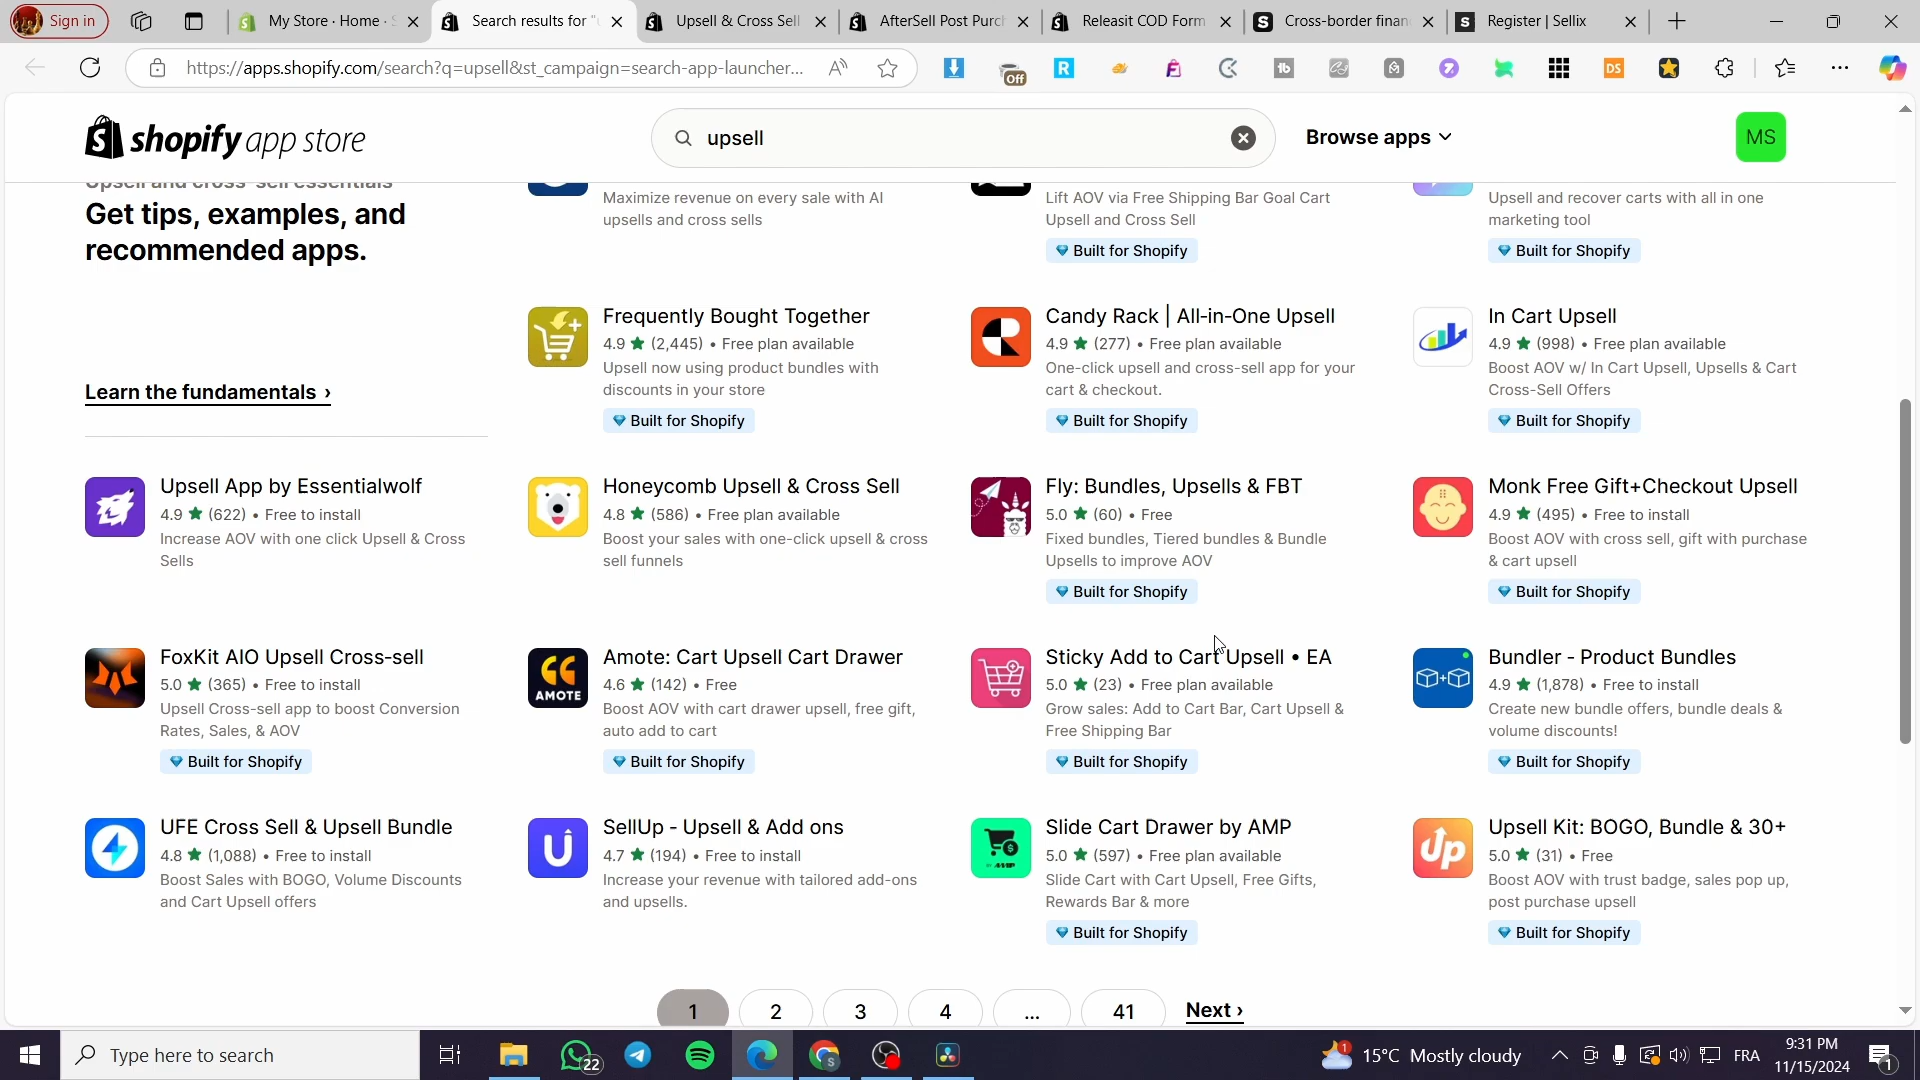 Sign in
My Store · Home ·
Search results for "u
Upsell & Cross Sell
AfterSell Post Purc
Releasit COD Form
Cross-border finan
Register | Sellix
https://apps.shopify.com/search?q=upsell&st_campaign=search-app-launcher...
shopify app store
upsell
Browse apps
MS
Upsell and cross-sell essentials
Get tips, examples, and
recommended apps.
Learn the fundamentals ›
Maximize revenue on every sale with AI
upsells and cross sells
Lift AOV via Free Shipping Bar Goal Cart
Upsell and Cross Sell
Built for Shopify
Upsell and recover carts with all in one
marketing tool
Built for Shopify
Frequently Bought Together
4.9 ★ (2,445) • Free plan available
Upsell now using product bundles with
discounts in your store
Built for Shopify
Candy Rack | All-in-One Upsell
4.9 ★ (277) • Free plan available
One-click upsell and cross-sell app for your
cart & checkout.
Built for Shopify
In Cart Upsell
4.9 ★ (998) • Free plan available
Boost AOV w/ In Cart Upsell, Upsells & Cart
Cross-Sell Offers
Built for Shopify
Upsell App by Essentialwolf
4.9 ★ (622) • Free to install
Increase AOV with one click Upsell & Cross
Sells
Honeycomb Upsell & Cross Sell
4.8 ★ (586) • Free plan available
Boost your sales with one-click upsell & cross
sell funnels
Fly: Bundles, Upsells & FBT
5.0 ★ (60) • Free
Fixed bundles, Tiered bundles & Bundle
Upsells to improve AOV
Built for Shopify
Monk Free Gift+Checkout Upsell
4.9 ★ (495) • Free to install
Boost AOV with cross sell, gift with purchase
& cart upsell
Built for Shopify
FoxKit AIO Upsell Cross-sell
5.0 ★ (365) • Free to install
Upsell Cross-sell app to boost Conversion
Rates, Sales, & AOV
Built for Shopify
AMOTE
Amote: Cart Upsell Cart Drawer
4.6 ★ (142) • Free
Boost AOV with cart drawer upsell, free gift,
auto add to cart
Built for Shopify
Sticky Add to Cart Upsell • EA
5.0 ★ (23) • Free plan available
Grow sales: Add to Cart Bar, Cart Upsell &
Free Shipping Bar
Built for Shopify
Bundler - Product Bundles
4.9 ★ (1,878) • Free to install
Create new bundle offers, bundle deals &
volume discounts!
Built for Shopify
UFE Cross Sell & Upsell Bundle
4.8 ★ (1,088) • Free to install
Boost Sales with BOGO, Volume Discounts
and Cart Upsell offers
SellUp - Upsell & Add ons
4.7 ★ (194) • Free to install
Increase your revenue with tailored add-ons
and upsells.
by AMP
Slide Cart Drawer by AMP
5.0 ★ (597) • Free plan available
Slide Cart with Cart Upsell, Free Gifts,
Rewards Bar & more
Built for Shopify
Up
Upsell Kit: BOGO, Bundle & 30+
5.0 ★ (31) • Free
Boost AOV with trust badge, sales pop up,
post purchase upsell
Built for Shopify
1 2 3 4 ... 41 Next ›
Type here to search
22
1
15°C Mostly cloudy
FRA
9:31 PM
11/15/2024
1